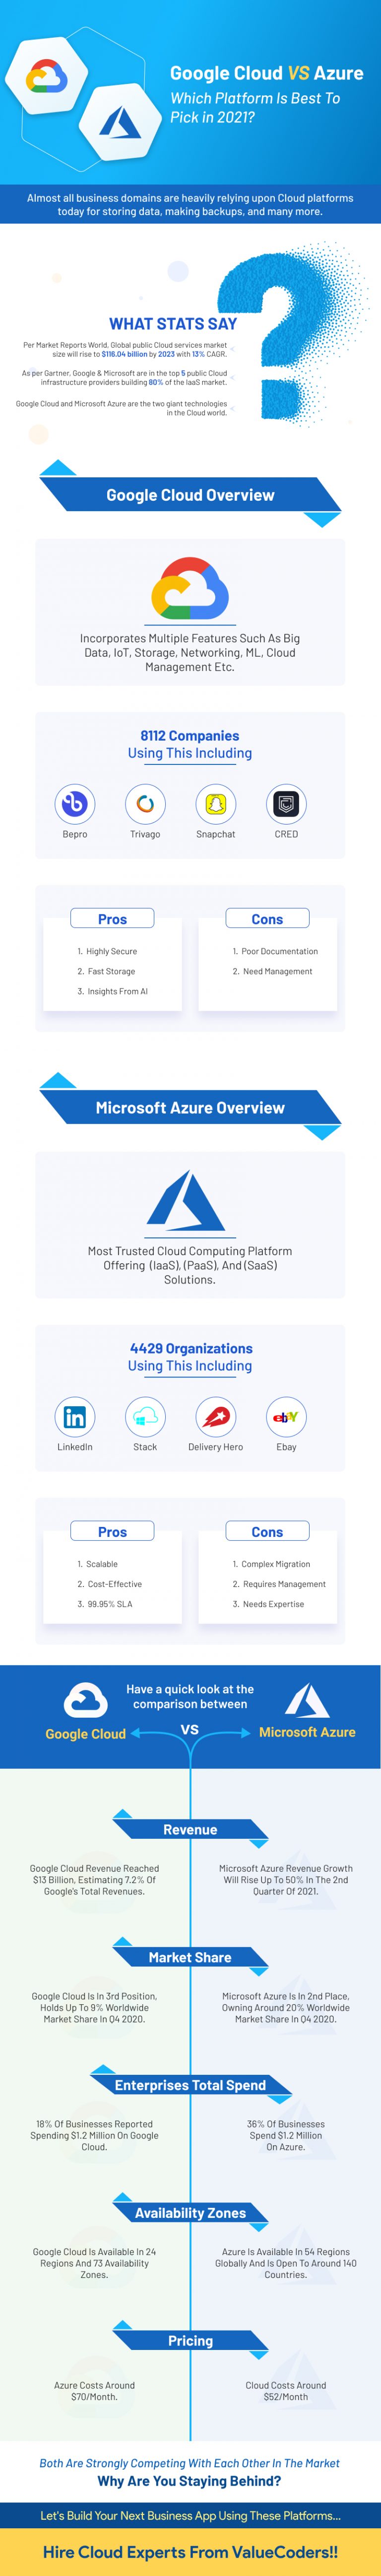 Google Cloud VS Azure
Which Platform Is Best To
Pick in 2021?
Almost all business domains are heavily relying upon Cloud platforms
today for storing data, making backups, and many more.
WHAT STATS SAY
Per Market Reports World, Global public Cloud services market
size will rise to $116.04 billion by 2023 with 13% CAGR.
As per Gartner, Google & Microsoft are in the top 5 public Cloud
infrastructure providers building 80% of the IaaS market.
Google Cloud and Microsoft Azure are the two giant technologies
in the Cloud world.
Google Cloud Overview
Incorporates Multiple Features Such As Big
Data, IoT, Storage, Networking, ML, Cloud
Management Etc.
8112 Companies
Using This Including
Bepro
Trivago
Snapchat
CRED
Pros
1. Highly Secure
2. Fast Storage
3. Insights From AI
Cons
1. Poor Documentation
2. Need Management
Microsoft Azure Overview
Most Trusted Cloud Computing Platform
Offering (IaaS), (PaaS), And (SaaS)
Solutions.
4429 Organizations
Using This Including
in
ebay
LinkedIn
Stack
Delivery Hero
Ebay
Pros
1. Scalable
2. Cost-Effective
3. 99.95% SLA
Cons
1. Complex Migration
2. Requires Management
3. Needs Expertise
Have a quick look at the
comparison between
Google Cloud
VS
Microsoft Azure
Revenue
Google Cloud Revenue Reached
$13 Billion, Estimating 7.2% Of
Google's Total Revenues.
Microsoft Azure Revenue Growth
Will Rise Up To 50% In The 2nd
Quarter Of 2021.
Market Share
Google Cloud Is In 3rd Position,
Holds Up To 9% Worldwide
Market Share In Q4 2020.
Microsoft Azure Is In 2nd Place,
Owning Around 20% Worldwide
Market Share In Q4 2020.
Enterprises Total Spend
18% Of Businesses Reported
Spending $1.2 Million On Google
Cloud.
36% Of Businesses
Spend $1.2 Million
On Azure.
Availability Zones
Google Cloud Is Available In 24
Regions And 73 Availability
Zones.
Azure Is Available In 54 Regions
Globally And Is Open To Around 140
Countries.
Pricing
Azure Costs Around
$70/Month.
Cloud Costs Around
$52/Month
Both Are Strongly Competing With Each Other In The Market
Why Are You Staying Behind?
Let's Build Your Next Business App Using These Platforms...
Hire Cloud Experts From ValueCoders!!